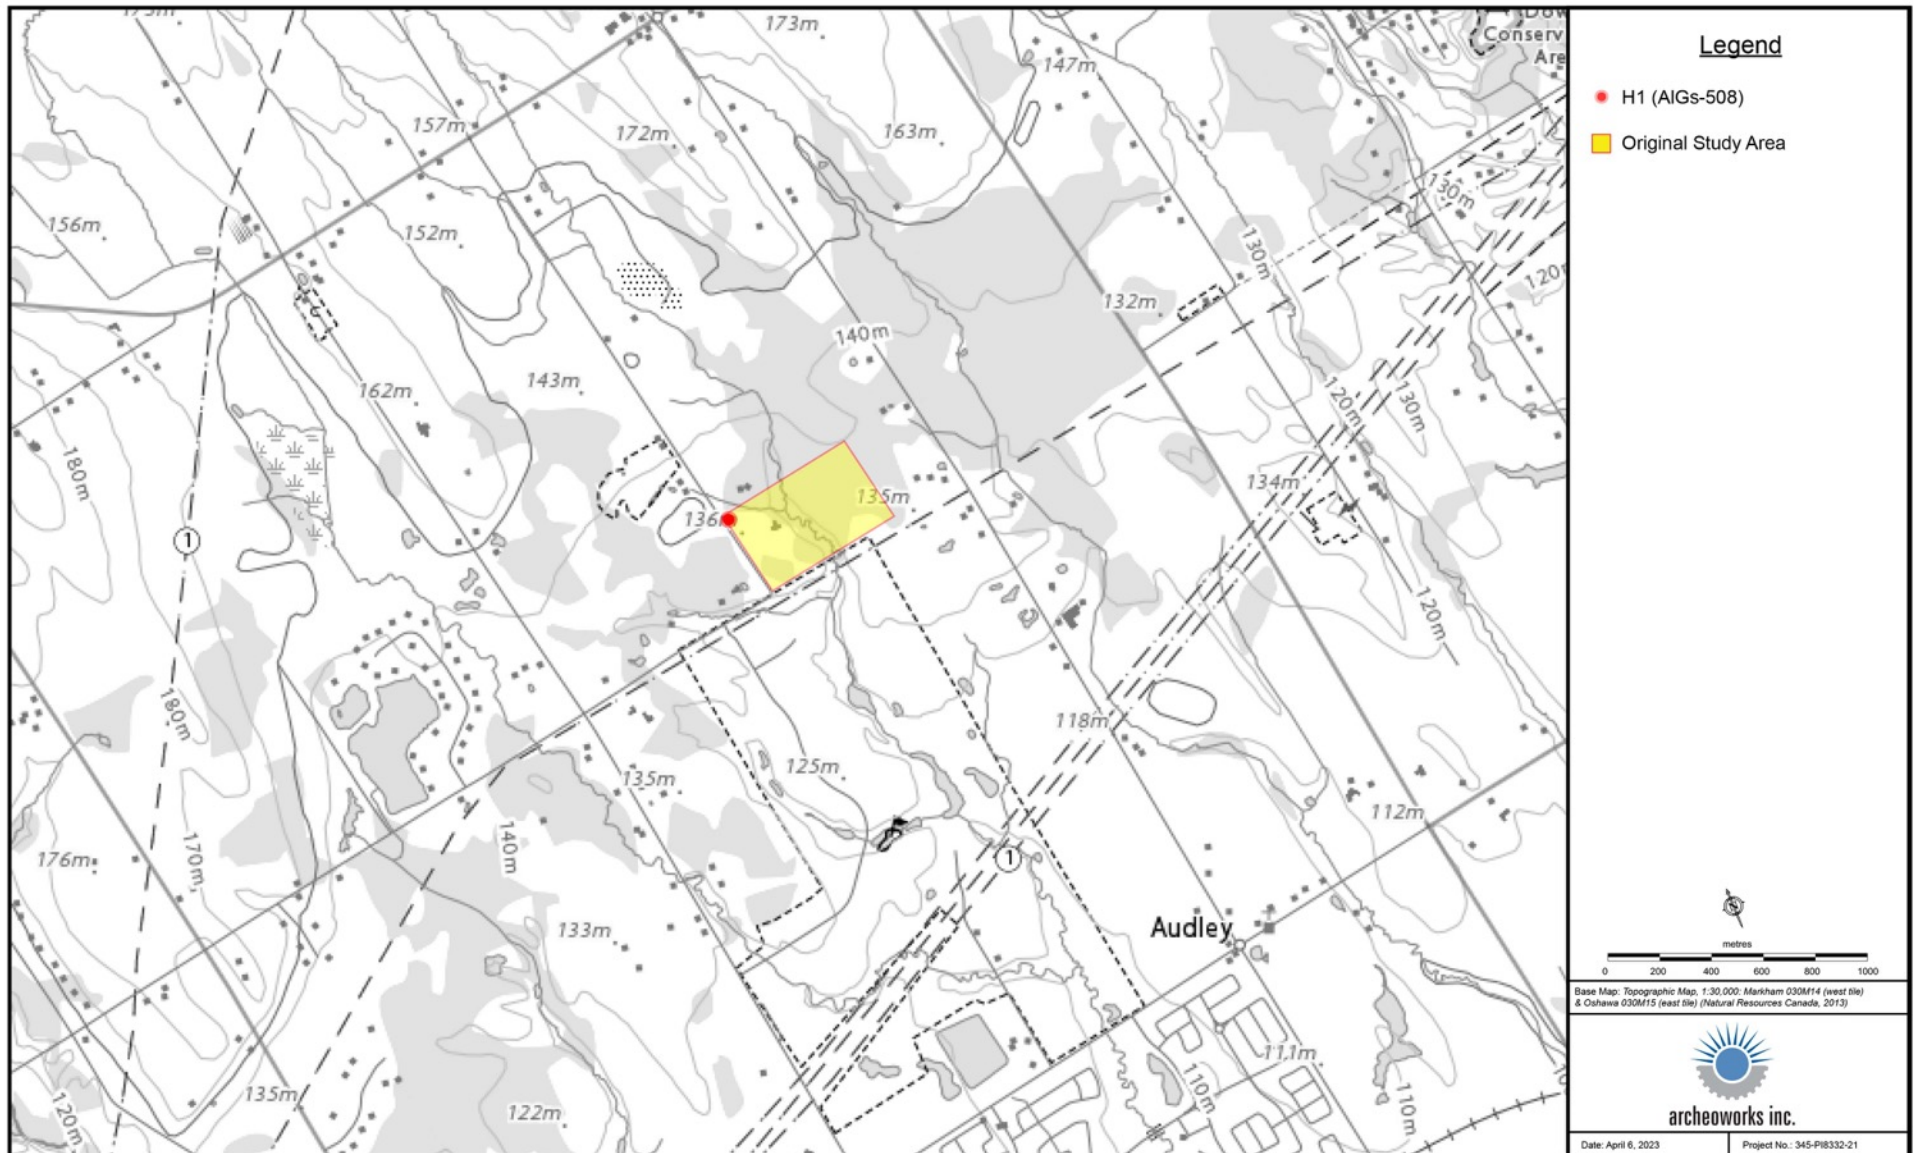 173m
173m
Conserv
Are
147m
157m
172m
163m
130m
156m
152m
130m
120m
132m
140m
143m
162m
120m
130m
180m
134m
135m
136
1
120m
180m
118m
135m
125m
112m
140m
170m
176m
1
Audley
133m
111m
135m
122m
110m
110m
120m
Legend
H1 (AlGs-508)
Original Study Area
N
metres
0 200 400 600 800 1000
Base Map: Topographic Map, 1:30,000: Markham 030M14 (west tile)
& Oshawa 030M15 (east tile) (Natural Resources Canada, 2013)
archeoworks inc.
Date: April 6, 2023
Project No.: 345-PI8332-21